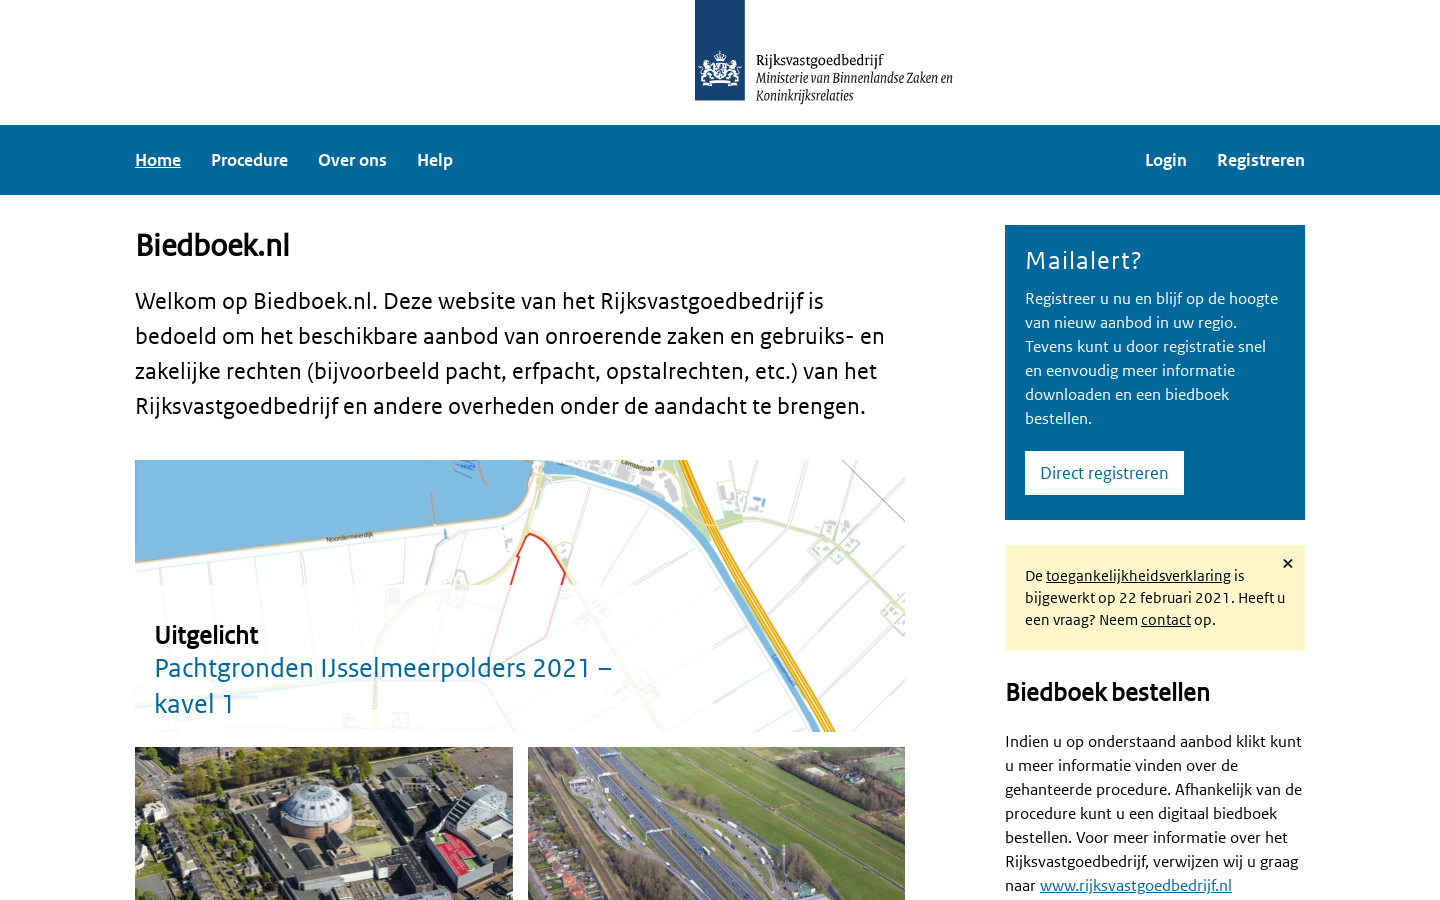 Rijksvastgoedbedrijf
Ministerie van Binnenlandse Zaken en
Koninkrijksrelaties
Home
Procedure
Over ons
Help
Login
Registreren
Biedboek.nl
Welkom op Biedboek.nl. Deze website van het Rijksvastgoedbedrijf is
bedoeld om het beschikbare aanbod van onroerende zaken en gebruiks- en
zakelijke rechten (bijvoorbeeld pacht, erfpacht, opstalrechten, etc.) van het
Rijksvastgoedbedrijf en andere overheden onder de aandacht te brengen.
Lemsterpad
Noordermeerdijk
Uitgelicht
Pachtgronden IJsselmeerpolders 2021 –
kavel 1
Mailalert?
Registreer u nu en blijf op de hoogte
van nieuw aanbod in uw regio.
Tevens kunt u door registratie snel
en eenvoudig meer informatie
downloaden en een biedboek
bestellen.
Direct registreren
De toegankelijkheidsverklaring is
bijgewerkt op 22 februari 2021. Heeft u
een vraag? Neem contact op.
Biedboek bestellen
Indien u op onderstaand aanbod klikt kunt
u meer informatie vinden over de
gehanteerde procedure. Afhankelijk van de
procedure kunt u een digitaal biedboek
bestellen. Voor meer informatie over het
Rijksvastgoedbedrijf, verwijzen wij u graag
naar www.rijksvastgoedbedrijf.nl